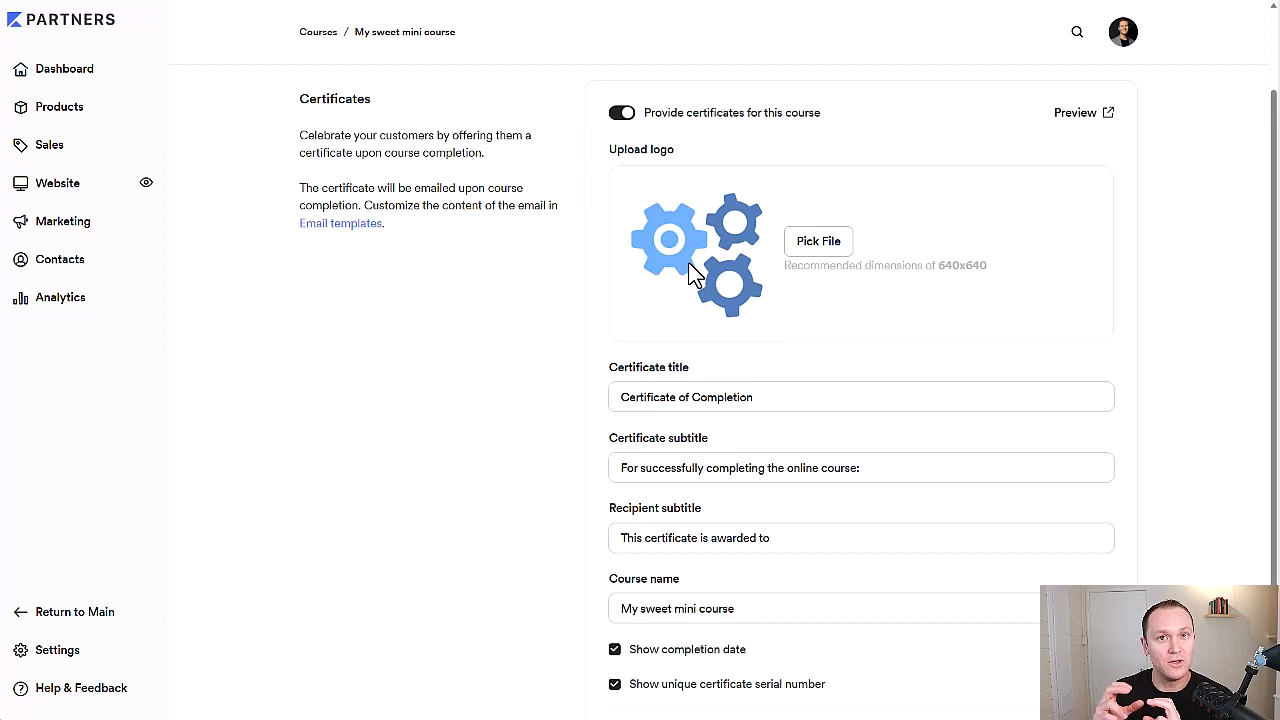 PARTNERS
Dashboard
Products
Sales
Website
Marketing
Contacts
Analytics
Return to Main
Settings
Help & Feedback
Courses / My sweet mini course
Certificates
Celebrate your customers by offering them a
certificate upon course completion.
The certificate will be emailed upon course
completion. Customize the content of the email in
Email templates.
Provide certificates for this course
Preview
Upload logo
Pick File
Recommended dimensions of 640x640
Certificate title
Certificate of Completion
Certificate subtitle
For successfully completing the online course:
Recipient subtitle
This certificate is awarded to
Course name
My sweet mini course
Show completion date
Show unique certificate serial number